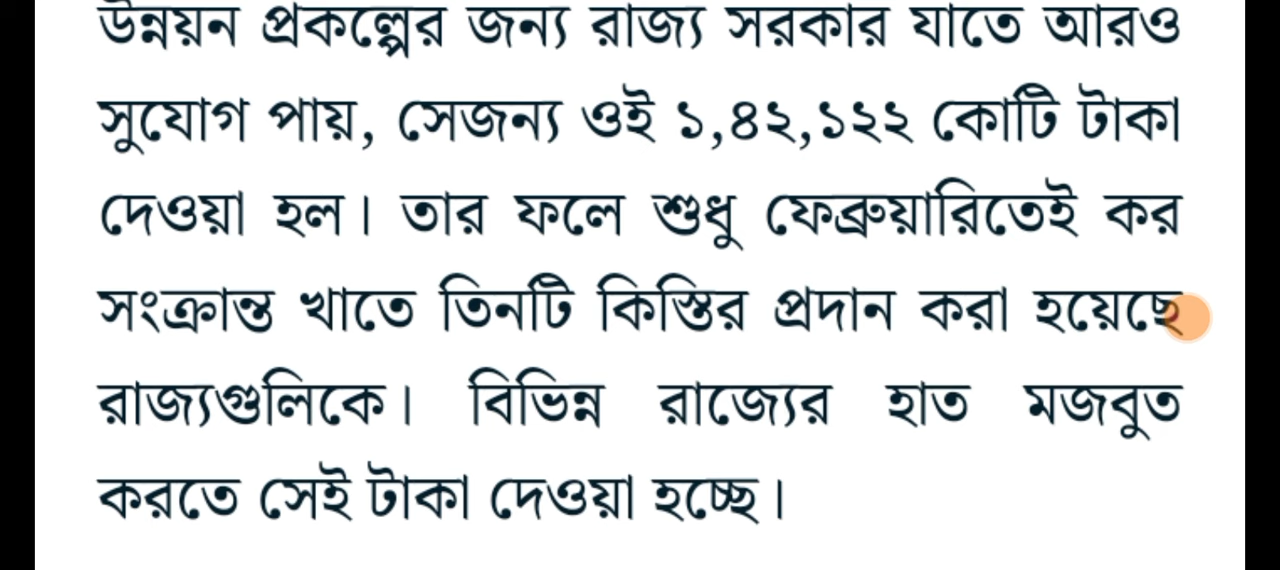 উন্নয়ন প্রকল্পের জন্য রাজ্য সরকার যাতে আরও
সুযোগ পায়, সেজন্য ওই ১,৪২,১২২ কোটি টাকা
দেওয়া হল। তার ফলে শুধু ফেব্রুয়ারিতেই কর
সংক্রান্ত খাতে তিনটি কিস্তির প্রদান করা হয়েছে
রাজ্যগুলিকে। বিভিন্ন রাজ্যের হাত মজবুত
করতে সেই টাকা দেওয়া হচ্ছে।